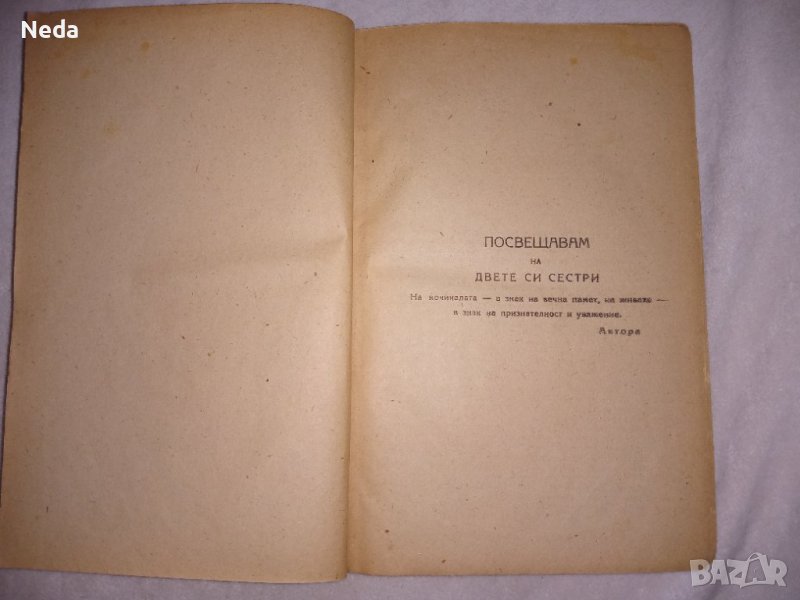 Neda
ПОСВЕЩАВАМ
НА
ДВЕТЕ СИ СЕСТРИ
На починалата — в знак на вечна памет, на живата —
в знак на признателност и уважение.
Автора
BAZAR